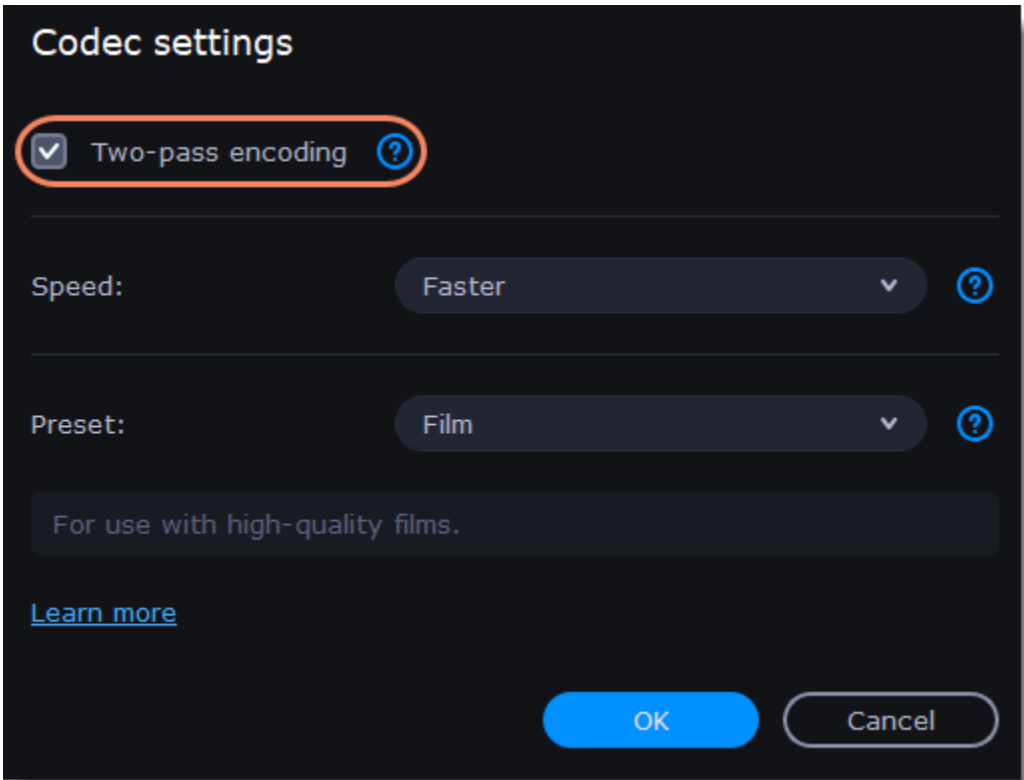 Codec settings
Two-pass encoding ?
Speed: Faster ?
Preset: Film ?
For use with high-quality films.
Learn more
OK Cancel